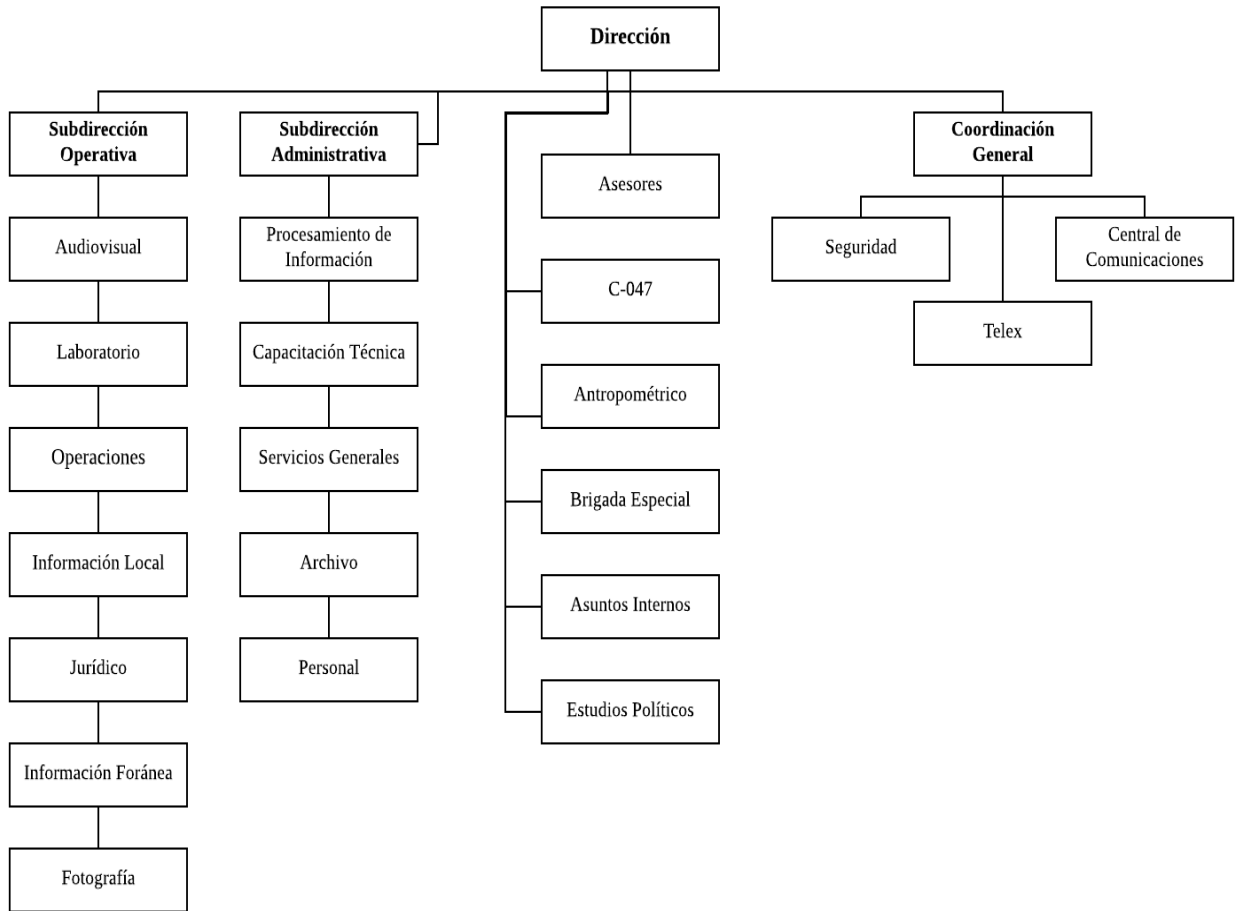 Dirección
Subdirección
Operativa
Audiovisual
Laboratorio
Operaciones
Información Local
Jurídico
Información Foránea
Fotografía
Subdirección
Administrativa
Procesamiento de
Información
Capacitación Técnica
Servicios Generales
Archivo
Personal
Asesores
C-047
Antropométrico
Brigada Especial
Asuntos Internos
Estudios Políticos
Coordinación
General
Seguridad
Telex
Central de
Comunicaciones